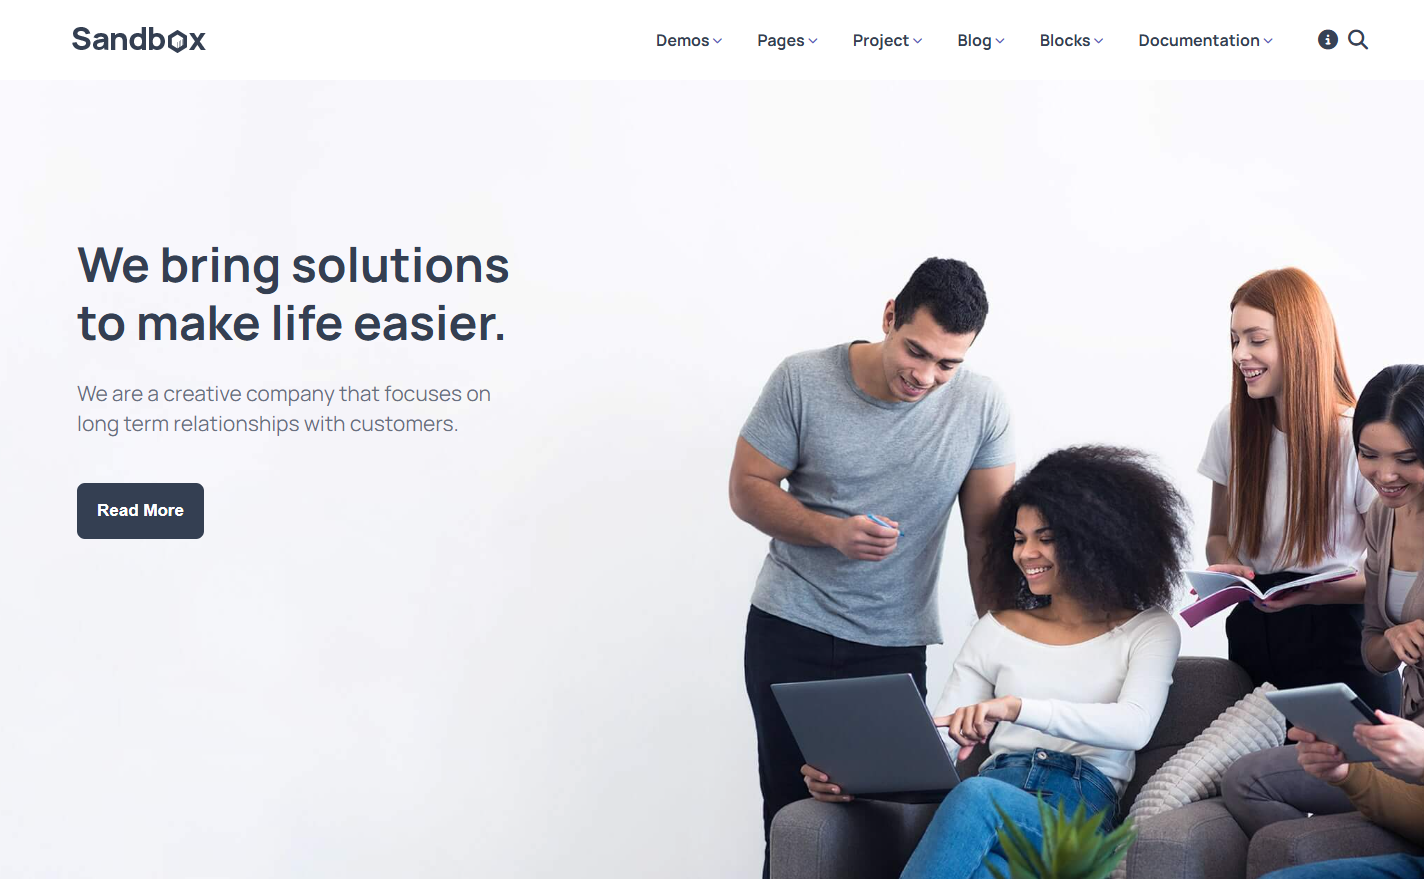 Sandbox
Demos Pages Project Blog Blocks Documentation
We bring solutions
to make life easier.
We are a creative company that focuses on
long term relationships with customers.
Read More